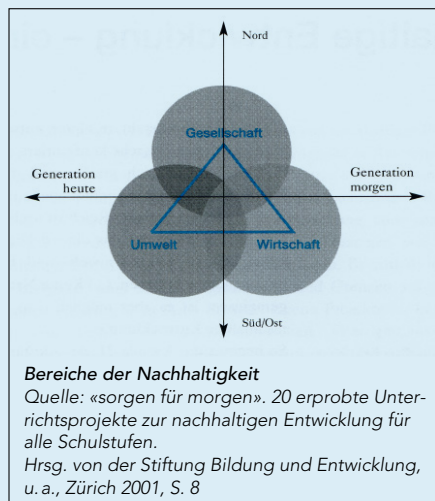 Nord
Gesellschaft
Generation
heute
Generation
morgen
Umwelt
Wirtschaft
Süd/Ost
Bereiche der Nachhaltigkeit
Quelle: «sorgen für morgen». 20 erprobte Unter-
richtsprojekte zur nachhaltigen Entwicklung für
alle Schulstufen.
Hrsg. von der Stiftung Bildung und Entwicklung,
u. a., Zürich 2001, S. 8